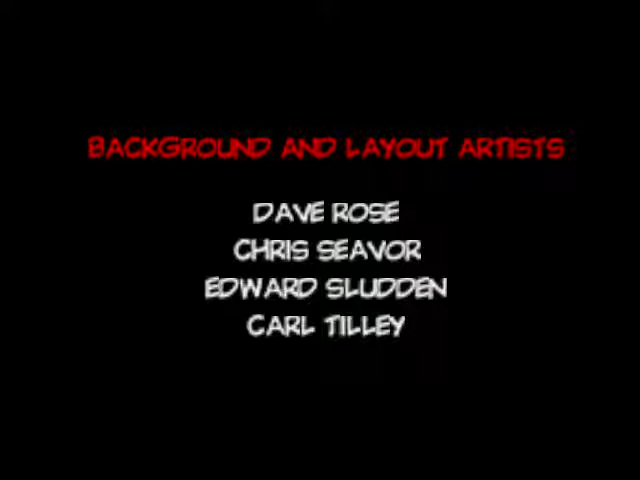 BACKGROUND AND LAYOUT ARTISTS
DAVE ROSE
CHRIS SEAVOR
EDWARD SLUDDEN
CARL TILLEY